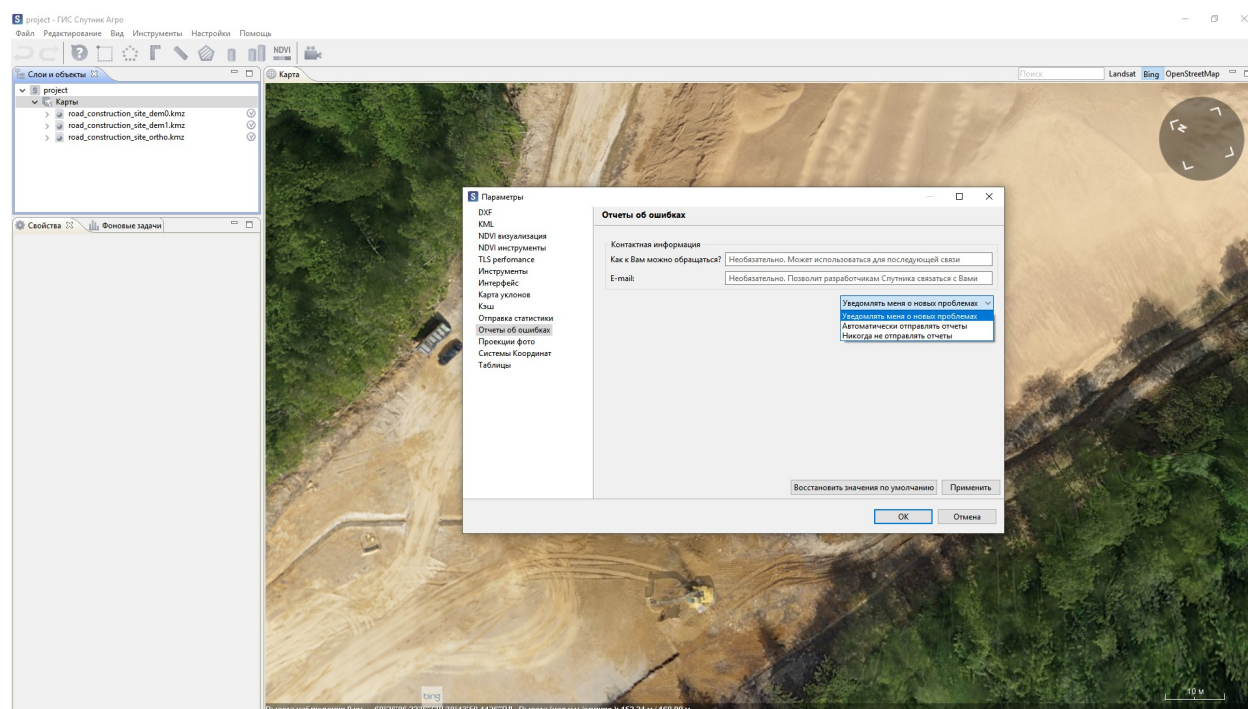 project - ГИС Спутник Агро
Файл Редактирование Вид Инструменты Настройки Помощь
NDVI
Слои и объекты
Карта
Поиск
Landsat Bing OpenStreetMap
project
Карты
road_construction_site_dem0.kmz
road_construction_site_dem1.kmz
road_construction_site_ortho.kmz
Свойства
Фоновые задачи
Параметры
DXF
KML
NDVI визуализация
NDVI инструменты
TLS perfomance
Инструменты
Интерфейс
Карта уклонов
Кэш
Отправка статистики
Отчеты об ошибках
Проекции фото
Системы Координат
Таблицы
Отчеты об ошибках
Контактная информация
Как к Вам можно обращаться? Необязательно. Может использоваться для последующей связи
E-mail: Необязательно. Позволит разработчикам Спутника связаться с Вами
Уведомлять меня о новых проблемах
Уведомлять меня о новых проблемах
Автоматически отправлять отчеты
Никогда не отправлять отчеты
Восстановить значения по умолчанию Применить
OK Отмена
N
bing
10 м